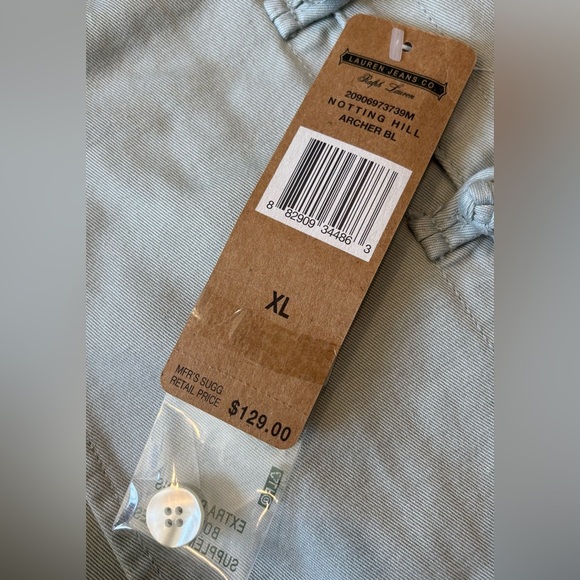 LAUREN JEANS CO.
Ralph Lauren
20906973739M
NOTTING HILL
ARCHER BL
8 82909 34486 3
XL
MFR'S SUGG
RETAIL PRICE
$129.00
EXTRA
BO
SUPPLE